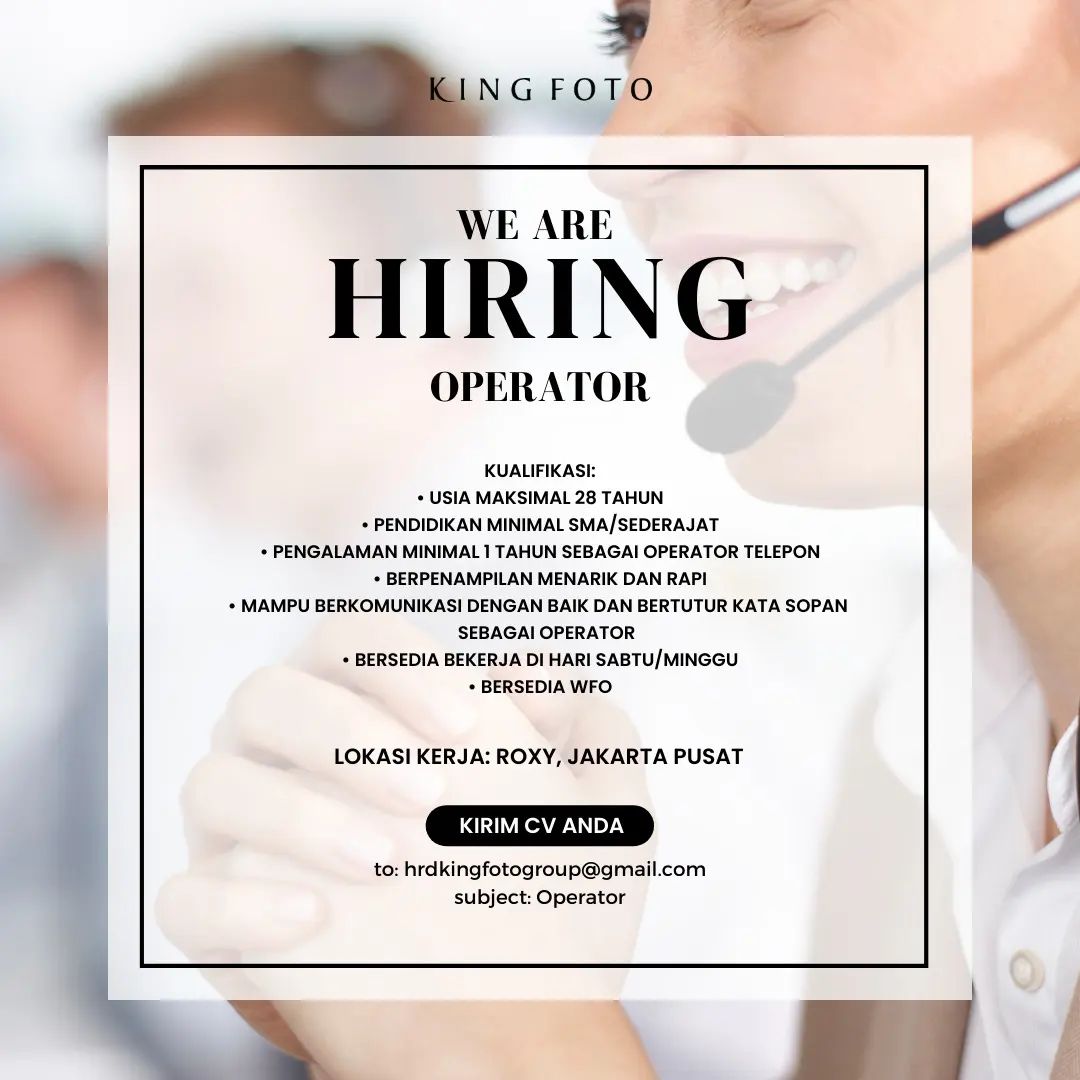 KING FOTO
WE ARE
HIRING
OPERATOR
KUALIFIKASI:
• USIA MAKSIMAL 28 TAHUN
• PENDIDIKAN MINIMAL SMA/SEDERAJAT
• PENGALAMAN MINIMAL 1 TAHUN SEBAGAI OPERATOR TELEPON
• BERPENAMPILAN MENARIK DAN RAPI
• MAMPU BERKOMUNIKASI DENGAN BAIK DAN BERTUTUR KATA SOPAN
SEBAGAI OPERATOR
• BERSEDIA BEKERJA DI HARI SABTU/MINGGU
• BERSEDIA WFO
LOKASI KERJA: ROXY, JAKARTA PUSAT
KIRIM CV ANDA
to: hrdkingfotogroup@gmail.com
subject: Operator